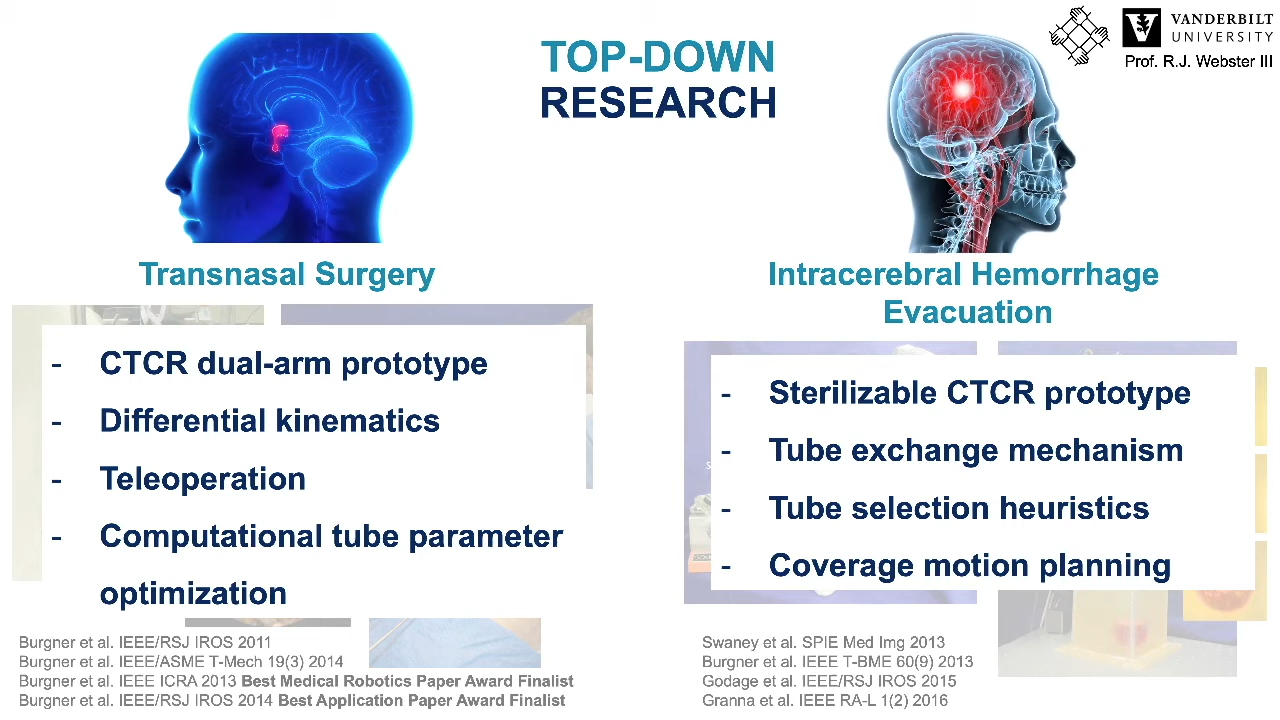 TOP-DOWN
RESEARCH
VANDERBILT
UNIVERSITY
Prof. R.J. Webster III
Transnasal Surgery
- CTCR dual-arm prototype
- Differential kinematics
- Teleoperation
- Computational tube parameter
optimization
Burgner et al. IEEE/RSJ IROS 2011
Burgner et al. IEEE/ASME T-Mech 19(3) 2014
Burgner et al. IEEE ICRA 2013 Best Medical Robotics Paper Award Finalist
Burgner et al. IEEE/RSJ IROS 2014 Best Application Paper Award Finalist
Intracerebral Hemorrhage
Evacuation
- Sterilizable CTCR prototype
- Tube exchange mechanism
- Tube selection heuristics
- Coverage motion planning
Swaney et al. SPIE Med Img 2013
Burgner et al. IEEE T-BME 60(9) 2013
Godage et al. IEEE/RSJ IROS 2015
Granna et al. IEEE RA-L 1(2) 2016